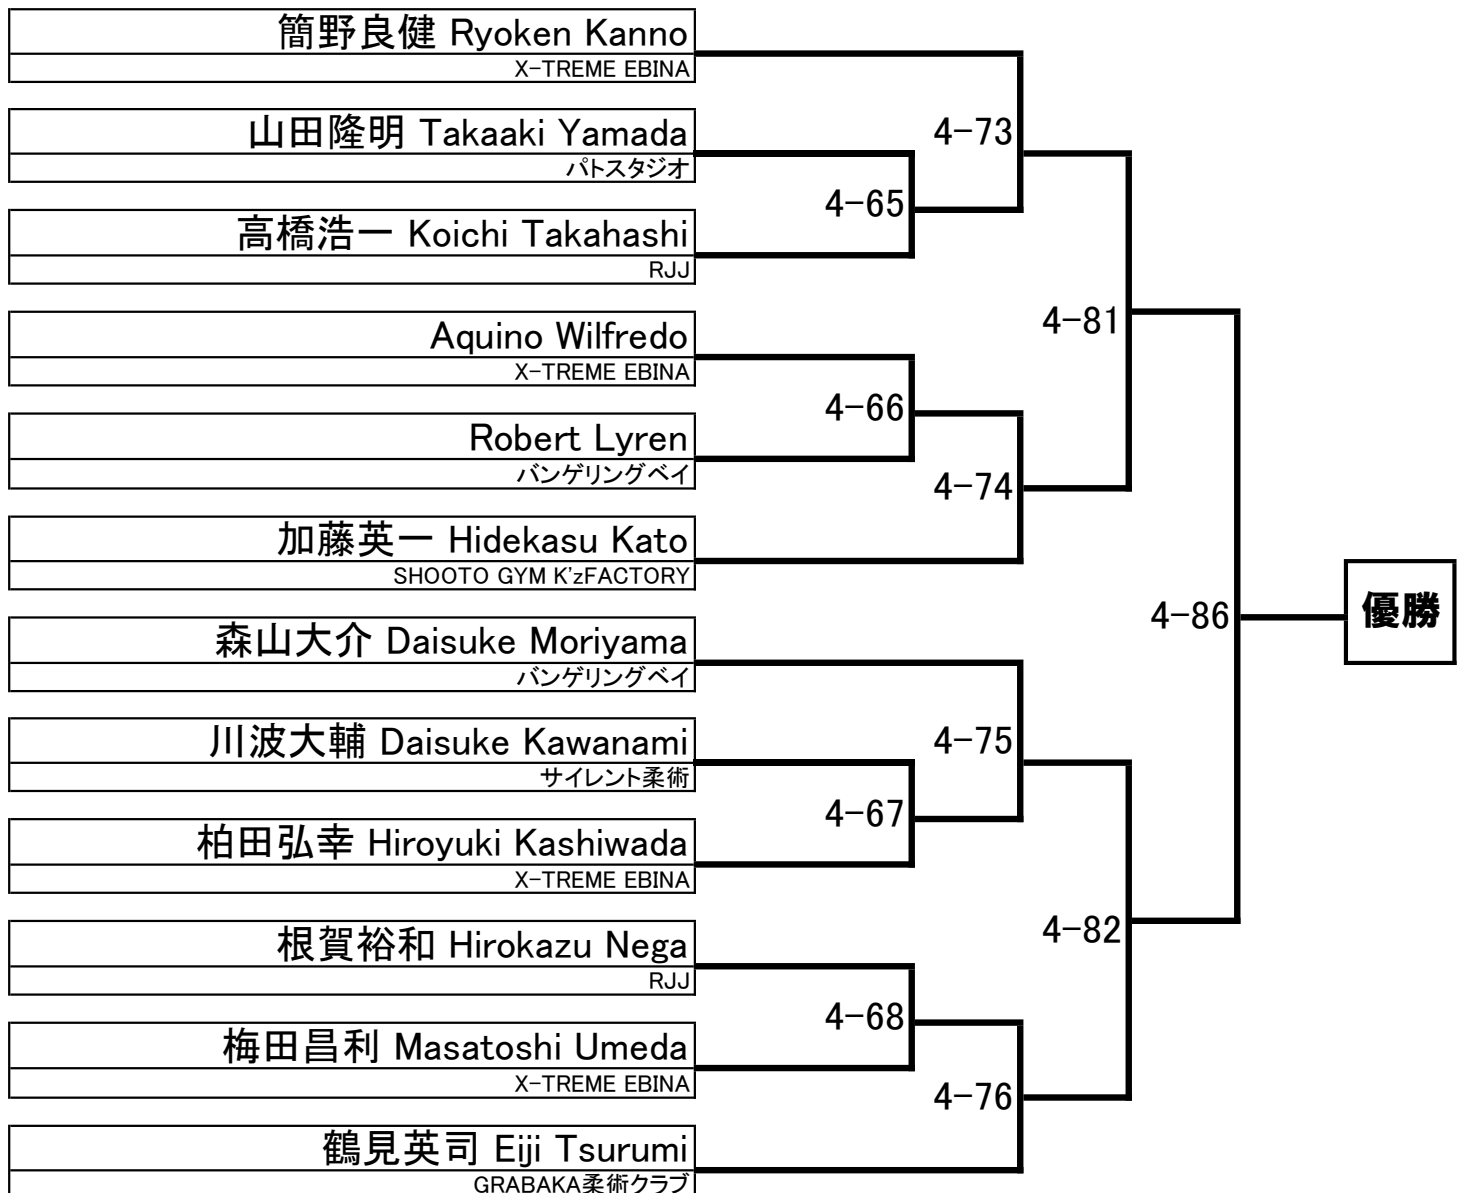 簡野良健 Ryoken Kanno
X-TREME EBINA
山田隆明 Takaaki Yamada
パトスタジオ
高橋浩一 Koichi Takahashi
RJJ
Aquino Wilfredo
X-TREME EBINA
Robert Lyren
バンゲリングベイ
加藤英一 Hidekasu Kato
SHOOTO GYM K'zFACTORY
森山大介 Daisuke Moriyama
バンゲリングベイ
川波大輔 Daisuke Kawanami
サイレント柔術
柏田弘幸 Hiroyuki Kashiwada
X-TREME EBINA
根賀裕和 Hirokazu Nega
RJJ
梅田昌利 Masatoshi Umeda
X-TREME EBINA
鶴見英司 Eiji Tsurumi
GRABAKA柔術クラブ
4-65
4-66
4-67
4-68
4-73
4-74
4-75
4-76
4-81
4-82
4-86
優勝